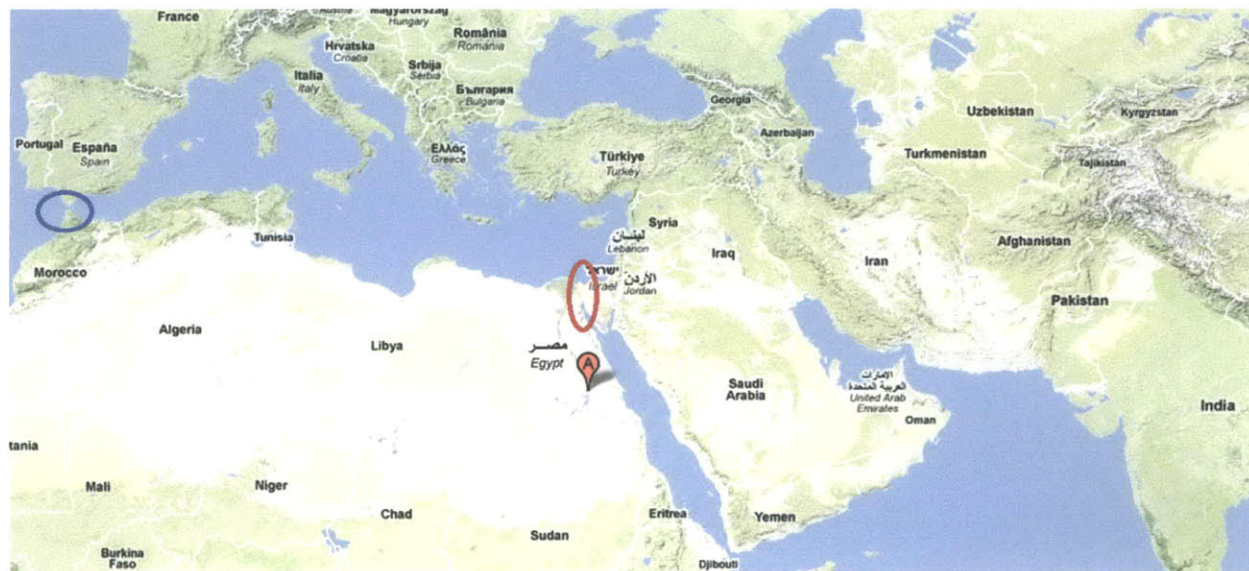 France
Magyarország
Hungary
România
Romania
Hrvatska
Croatia
Srbija
Serbia
Italia
Italy
България
Bulgaria
Georgia
Uzbekistan
Kyrgyzstan
Azerbaijan
Portugal
España
Spain
Ελλάς
Greece
Türkiye
Turkey
Turkmenistan
Tajikistan
Syria
Tunisia
لبنان
Lebanon
Iraq
Iran
Afghanistan
Morocco
ישראל
Israel
الأردن
Jordan
Pakistan
Algeria
Libya
مصر
Egypt
A
Saudi
Arabia
الامارات
العربية المتحدة
United Arab
Emirates
Oman
India
tania
Mali
Niger
Chad
Sudan
Eritrea
Yemen
Burkina
Faso
Djibouti